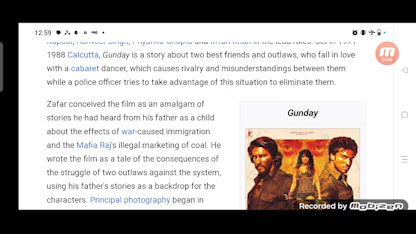 12:59
Kapoor, Ranveer Singh, Priyanka Chopra and Irrfan Khan in the lead roles. Set in 1971–
1988 Calcutta, Gunday is a story about two best friends and outlaws, who fall in love
with a cabaret dancer, which causes rivalry and misunderstandings between them
while a police officer tries to take advantage of this situation to eliminate them.
Zafar conceived the film as an amalgam of
stories he had heard from his father as a child
about the effects of war-caused immigration
and the Mafia Raj's illegal marketing of coal. He
wrote the film as a tale of the consequences of
the struggle of two outlaws against the system,
using his father's stories as a backdrop for the
characters. Principal photography began in
Gunday
Recorded by Mobizen